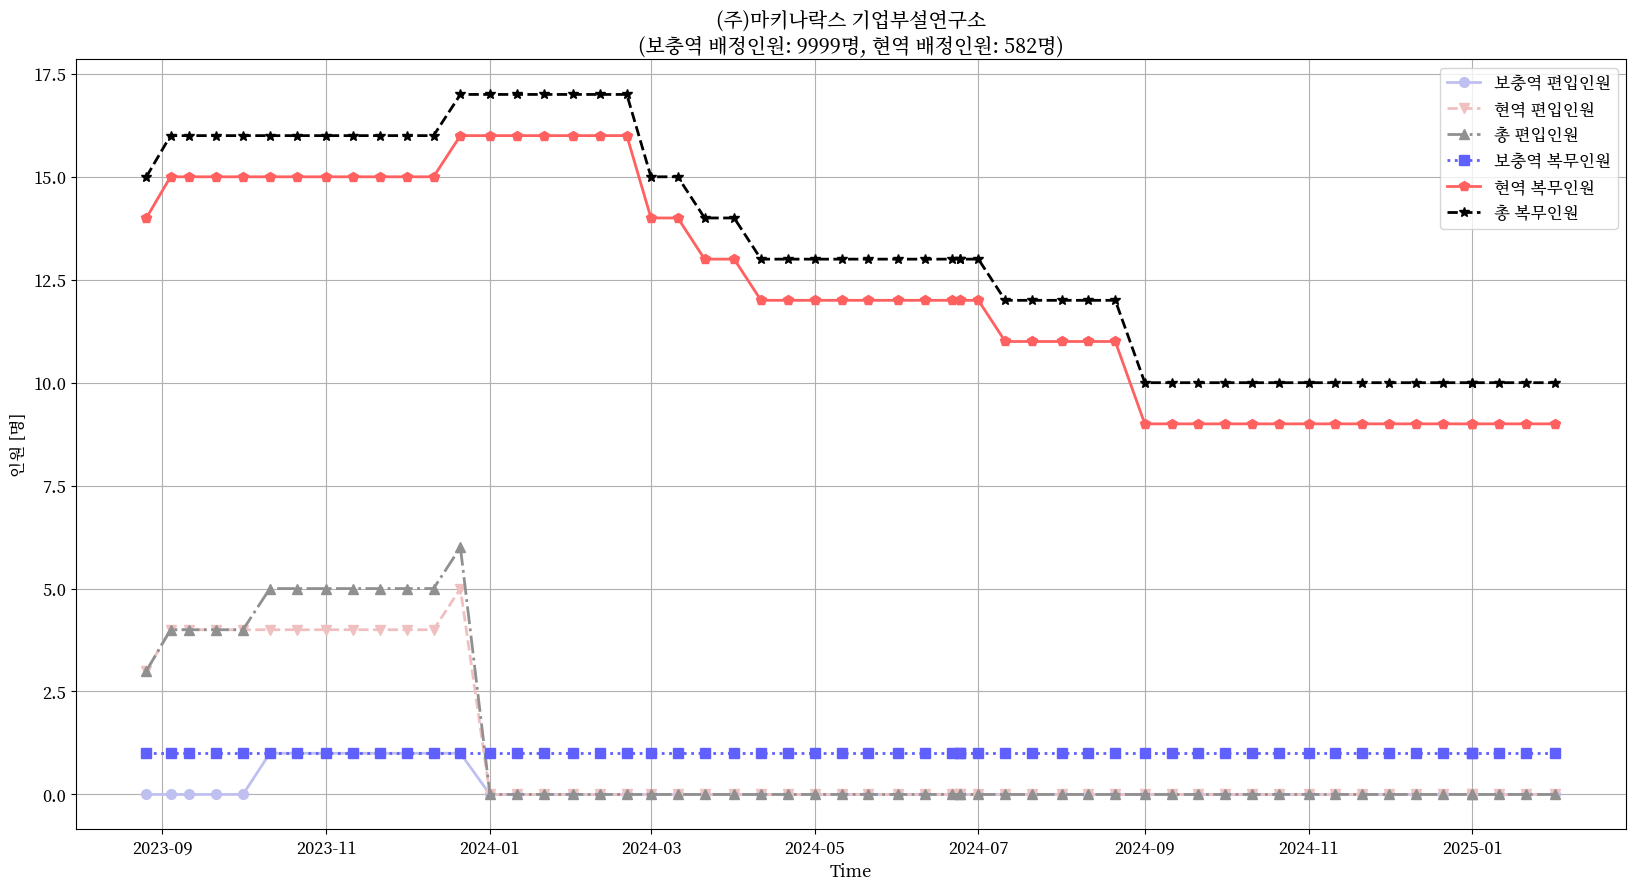 (주)마키나락스 기업부설연구소
(보충역 배정인원: 9999명, 현역 배정인원: 582명)
17.5
15.0
12.5
10.0
7.5
5.0
2.5
0.0
인원 [명]
보충역 편입인원
현역 편입인원
총 편입인원
보충역 복무인원
현역 복무인원
총 복무인원
2023-09 2023-11 2024-01 2024-03 2024-05 2024-07 2024-09 2024-11 2025-01
Time